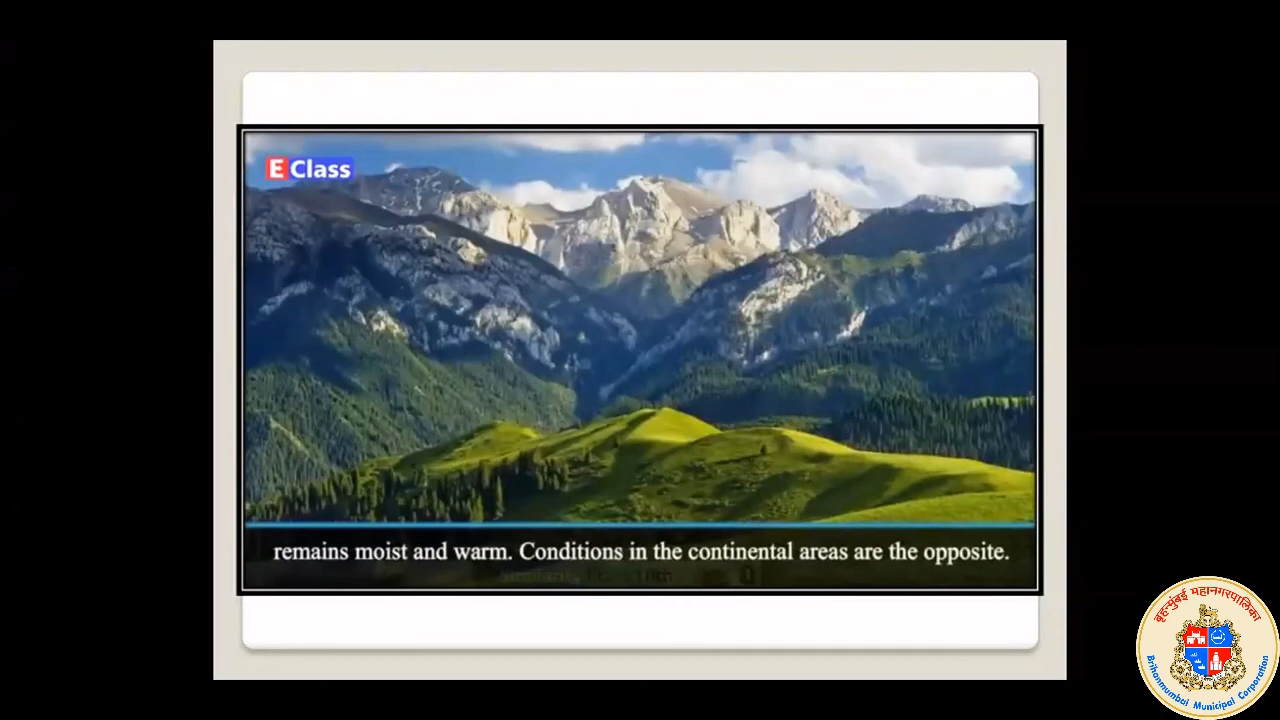 E Class
remains moist and warm. Conditions in the continental areas are the opposite.
बृहन्मुंबई महानगरपालिका
Brihanmumbai Municipal Corporation